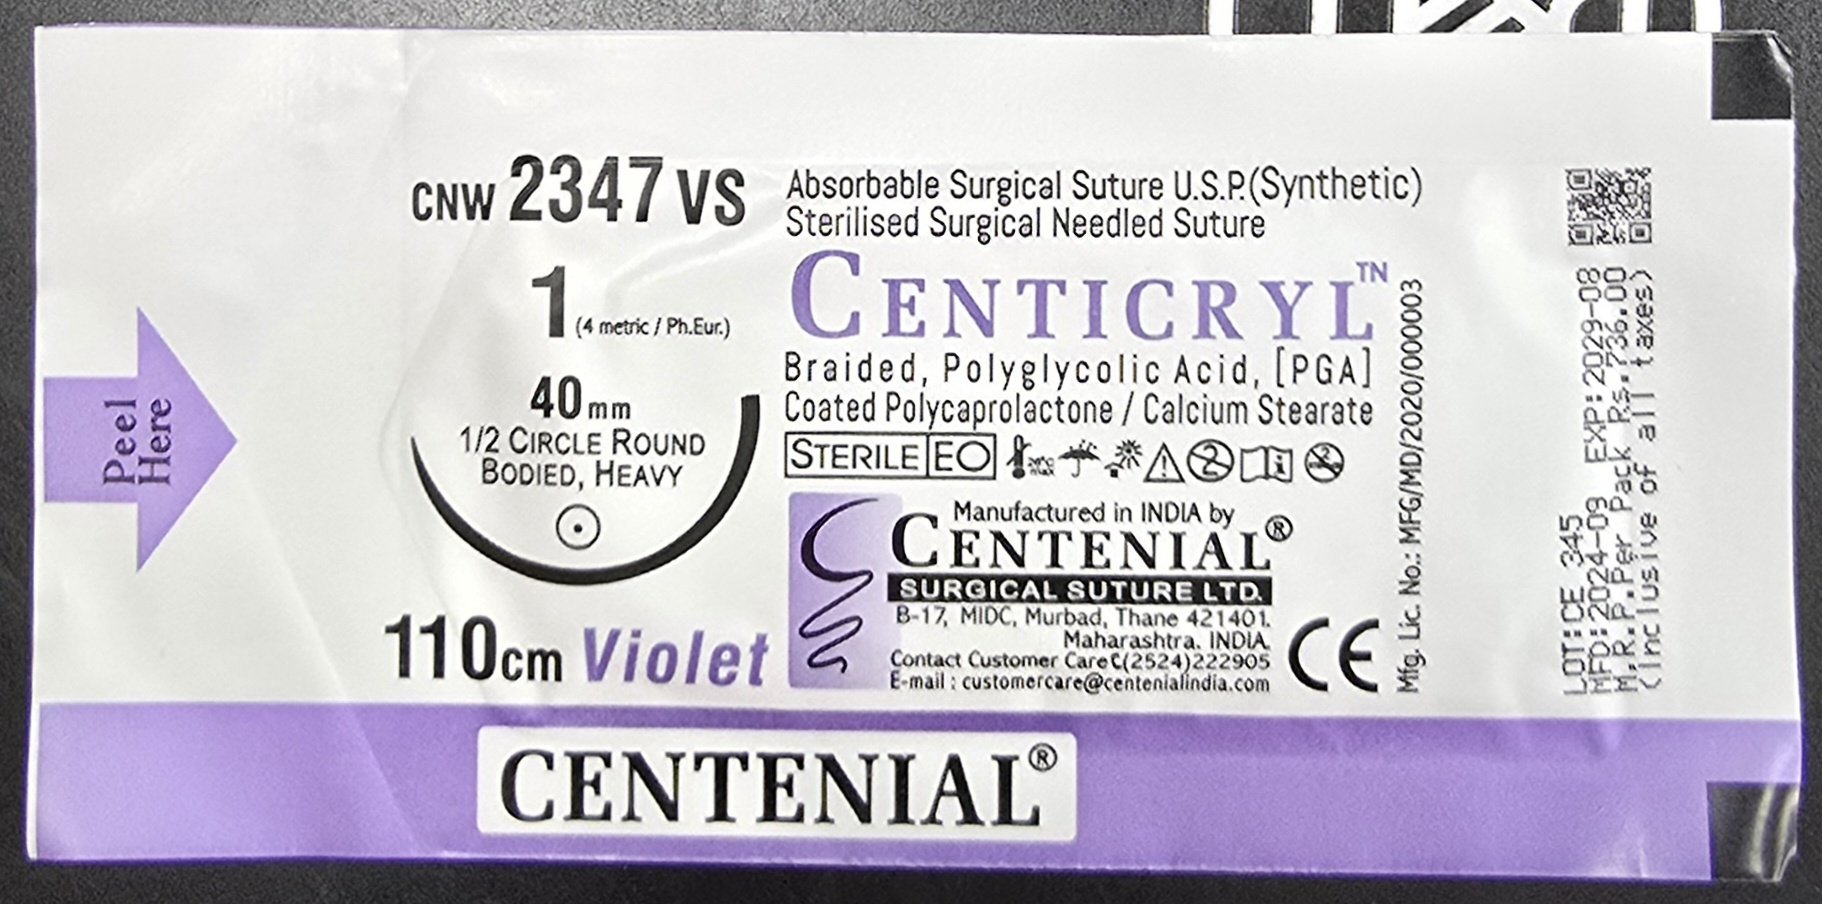 Peel
Here
CNW 2347 VS
1 (4 metric / Ph.Eur.)
40 mm
1/2 CIRCLE ROUND
BODIED, HEAVY
110cm Violet
Absorbable Surgical Suture U.S.P.(Synthetic)
Sterilised Surgical Needled Suture
CENTICRYL™
Braided, Polyglycolic Acid, [PGA]
Coated Polycaprolactone / Calcium Stearate
STERILE EO
Manufactured in INDIA by
CENTENIAL®
SURGICAL SUTURE LTD.
B-17, MIDC, Murbad, Thane 421401.
Maharashtra. INDIA.
Contact Customer Care (2524)222905
E-mail : customercare@centenialindia.com
CE
Mfg. Lic. No.: MFG/MD/2020/000003
LOT:CE 345
MFD:2024-09 EXP:2029-08
M.R.P.Per Pack Rs.736.00
(Inclusive of all taxes)
CENTENIAL®